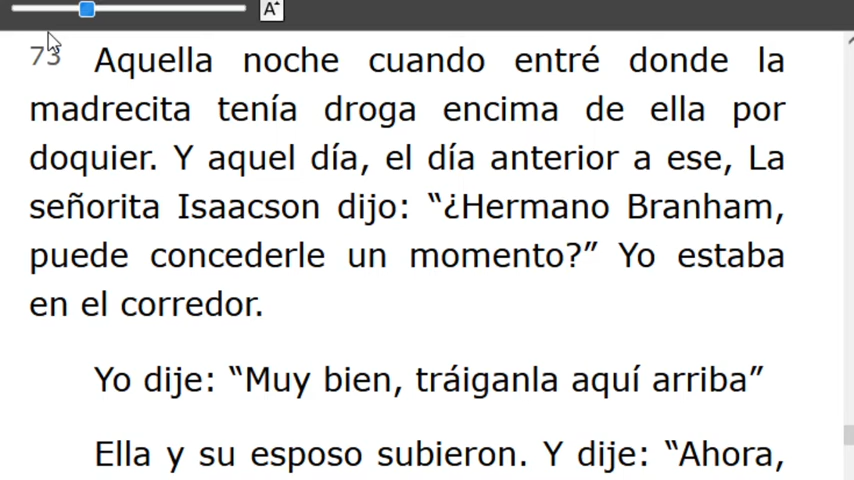 A
73 Aquella noche cuando entré donde la
madrecita tenía droga encima de ella por
doquier. Y aquel día, el día anterior a ese, La
señorita Isaacson dijo: “¿Hermano Branham,
puede concederle un momento?” Yo estaba
en el corredor.
Yo dije: “Muy bien, tráiganla aquí arriba”
Ella y su esposo subieron. Y dije: “Ahora,